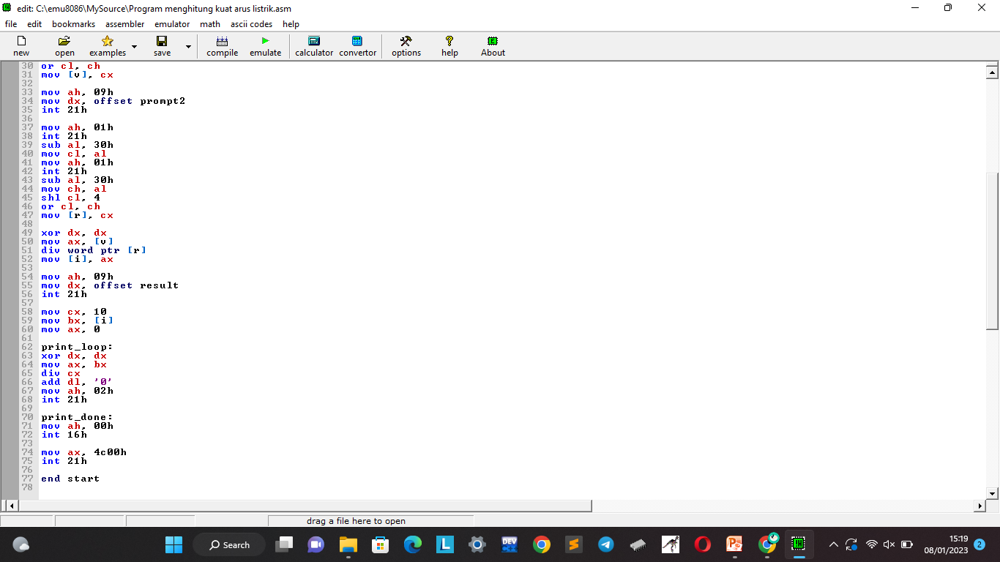 edit: C:\emu8086\MySource\Program menghitung kuat arus listrik.asm
file edit bookmarks assembler emulator math ascii codes help
new open examples save compile emulate calculator convertor options help About
30 or cl, ch
31 mov [v], cx
32
33 mov ah, 09h
34 mov dx, offset prompt2
35 int 21h
36
37 mov ah, 01h
38 int 21h
39 sub al, 30h
40 mov cl, al
41 mov ah, 01h
42 int 21h
43 sub al, 30h
44 mov ch, al
45 shl cl, 4
46 or cl, ch
47 mov [r], cx
48
49 xor dx, dx
50 mov ax, [v]
51 div word ptr [r]
52 mov [i], ax
53
54 mov ah, 09h
55 mov dx, offset result
56 int 21h
57
58 mov cx, 10
59 mov bx, [i]
60 mov ax, 0
61
62 print_loop:
63 xor dx, dx
64 mov ax, bx
65 div cx
66 add dl, '0'
67 mov ah, 02h
68 int 21h
69
70 print_done:
71 mov ah, 00h
72 int 16h
73
74 mov ax, 4c00h
75 int 21h
76
77 end start
78
drag a file here to open
Search
L
DEV
15:19
08/01/2023
2